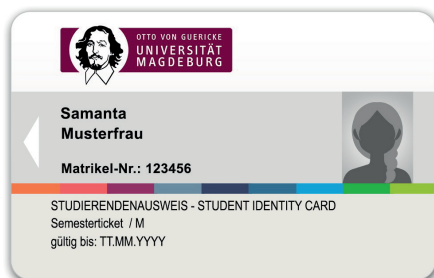 OTTO VON GUERICKE
UNIVERSITÄT
MAGDEBURG
Samanta
Musterfrau
Matrikel-Nr.: 123456
STUDIERENDENAUSWEIS - STUDENT IDENTITY CARD
Semesterticket / M
gültig bis: TT.MM.YYYY